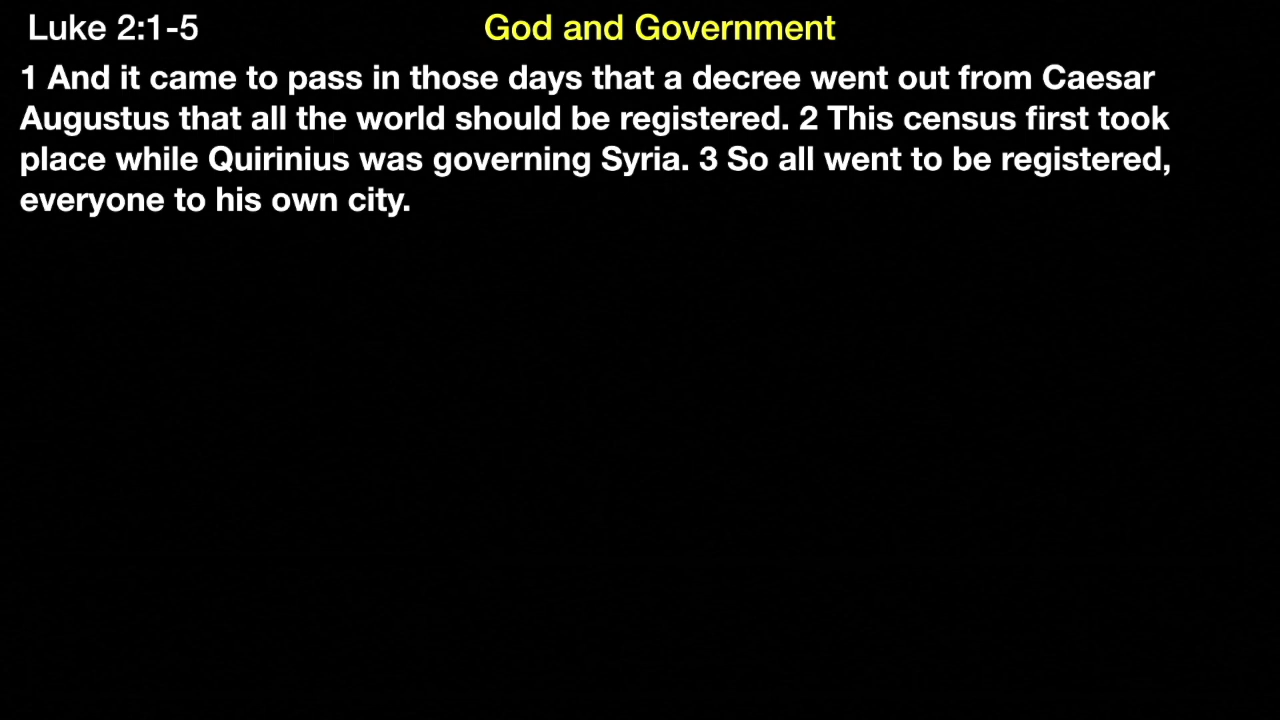 Luke 2:1-5
God and Government
1 And it came to pass in those days that a decree went out from Caesar
Augustus that all the world should be registered. 2 This census first took
place while Quirinius was governing Syria. 3 So all went to be registered,
everyone to his own city.